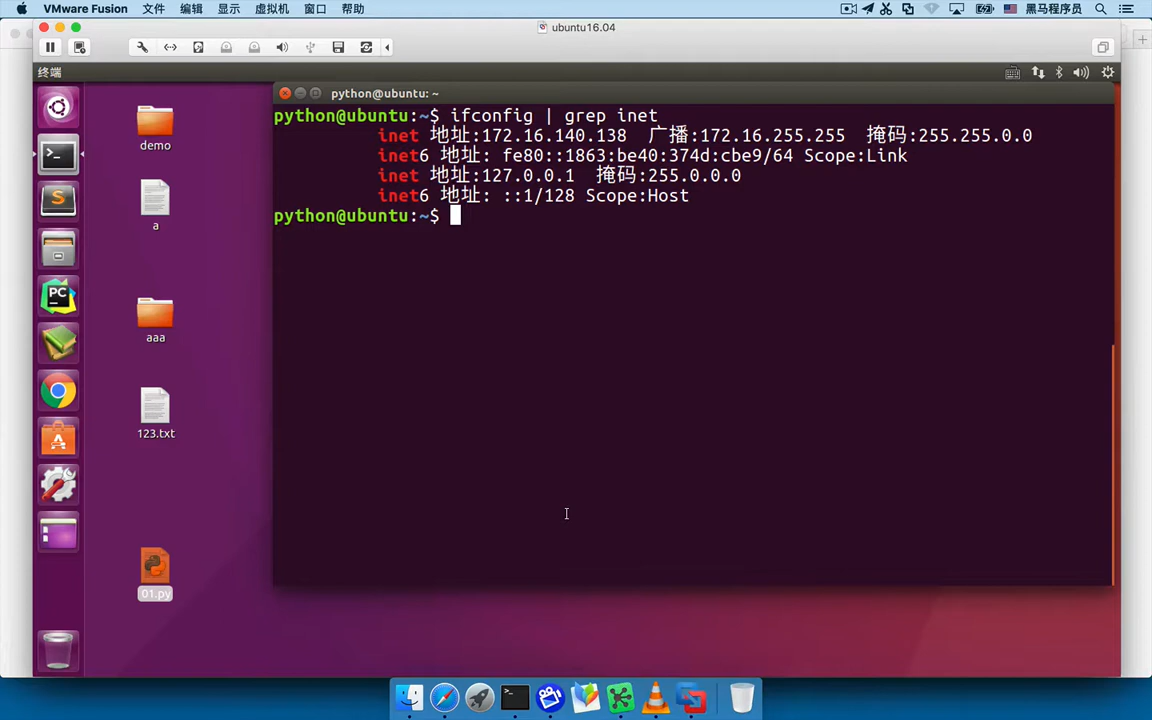 VMware Fusion 文件 编辑 显示 虚拟机 窗口 帮助 黑马程序员
ubuntu16.04
终端
python@ubuntu: ~
python@ubuntu:~$ ifconfig | grep inet
inet 地址:172.16.140.138 广播:172.16.255.255 掩码:255.255.0.0
inet6 地址: fe80::1863:be40:374d:cbe9/64 Scope:Link
inet 地址:127.0.0.1 掩码:255.0.0.0
inet6 地址: ::1/128 Scope:Host
python@ubuntu:~$
demo
a
aaa
123.txt
01.py
PC